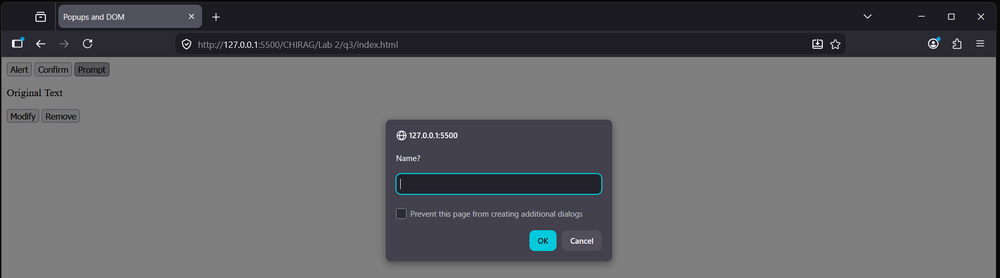 Popups and DOM
http://127.0.0.1:5500/CHIRAG/Lab 2/q3/index.html
Alert Confirm Prompt
Original Text
Modify Remove
127.0.0.1:5500
Name?
Prevent this page from creating additional dialogs
OK Cancel